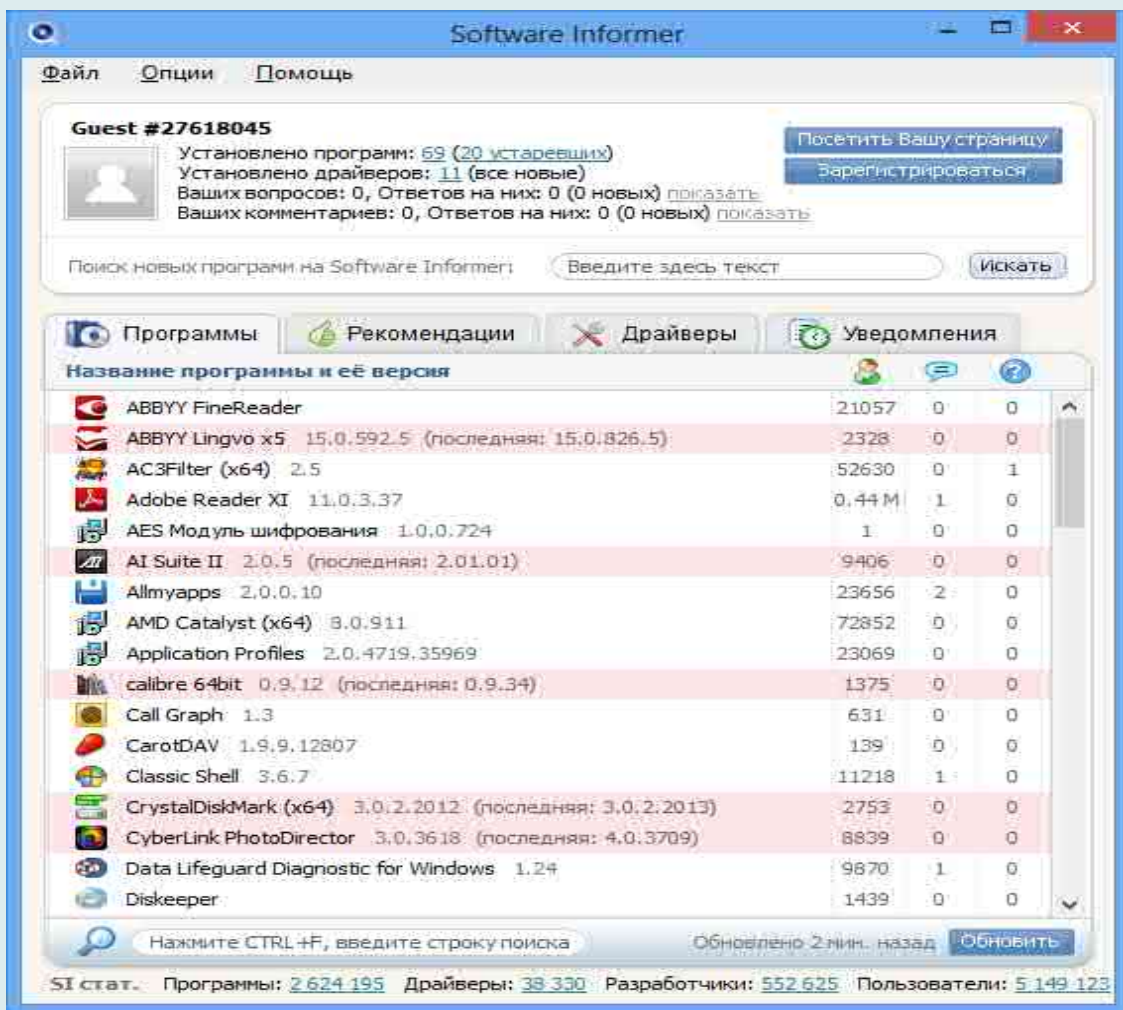 Software Informer
Файл Опции Помощь
Guest #27618045
Установлено программ: 69 (20 устаревших)
Установлено драйверов: 11 (все новые)
Ваших вопросов: 0, Ответов на них: 0 (0 новых) показать
Ваших комментариев: 0, Ответов на них: 0 (0 новых) показать
Посетить Вашу страницу
Зарегистрироваться
Поиск новых программ на Software Informer: Введите здесь текст Искать
Программы Рекомендации Драйверы Уведомления
Название программы и её версия
ABBYY FineReader 21057 0 0
ABBYY Lingvo x5 15.0.592.5 (последняя: 15.0.826.5) 2328 0 0
AC3Filter (x64) 2.5 52630 0 1
Adobe Reader XI 11.0.3.37 0.44 M 1 0
AES Модуль шифрования 1.0.0.724 1 0 0
AI Suite II 2.0.5 (последняя: 2.01.01) 9406 0 0
Allmyapps 2.0.0.10 23656 2 0
AMD Catalyst (x64) 8.0.911 72852 0 0
Application Profiles 2.0.4719.35969 23069 0 0
calibre 64bit 0.9.12 (последняя: 0.9.34) 1375 0 0
Call Graph 1.3 631 0 0
CarotDAV 1.9.9.12807 139 0 0
Classic Shell 3.6.7 11218 1 0
CrystalDiskMark (x64) 3.0.2.2012 (последняя: 3.0.2.2013) 2753 0 0
CyberLink PhotoDirector 3.0.3618 (последняя: 4.0.3709) 8839 0 0
Data Lifeguard Diagnostic for Windows 1.24 9870 1 0
Diskeeper 1439 0 0
Нажмите CTRL+F, введите строку поиска Обновлено 2 мин. назад Обновить
SI стат. Программы: 2 624 195 Драйверы: 38 330 Разработчики: 552 625 Пользователи: 5 149 123